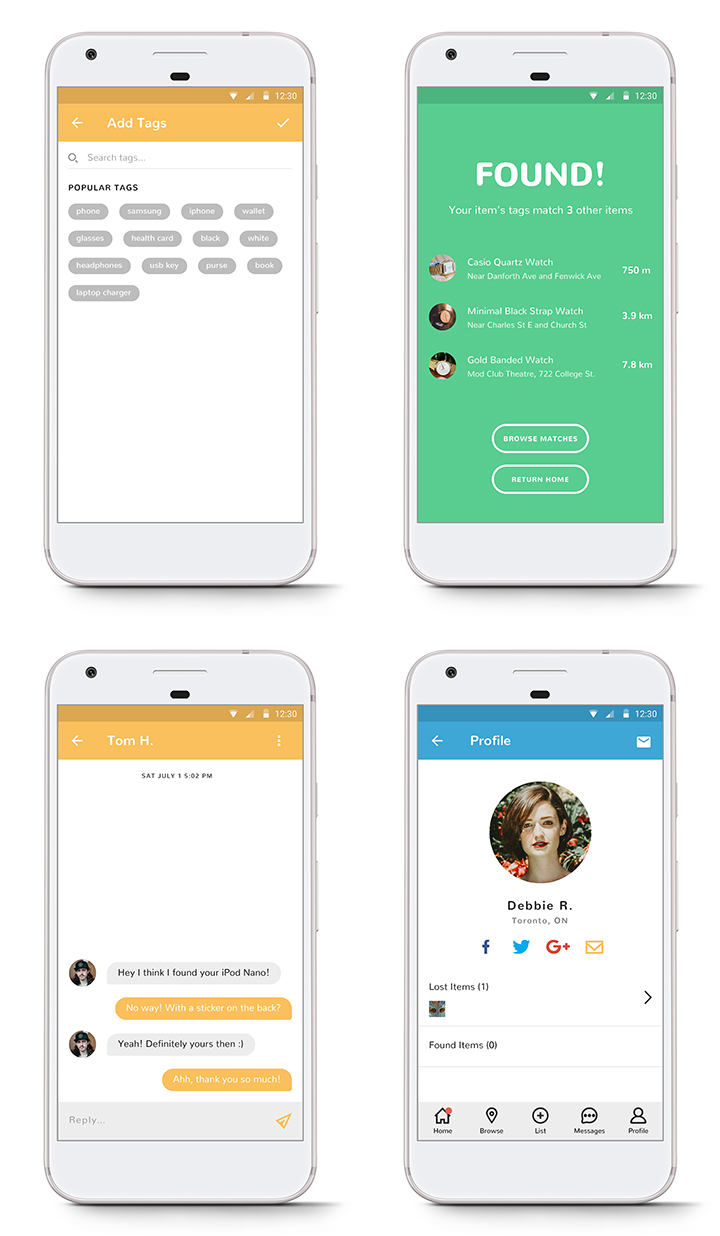 12:30
Add Tags
Search tags...
POPULAR TAGS
phone samsung iphone wallet
glasses health card black white
headphones usb key purse book
laptop charger
12:30
FOUND!
Your item's tags match 3 other items
Casio Quartz Watch
Near Danforth Ave and Fenwick Ave 750 m
Minimal Black Strap Watch
Near Charles St E and Church St 3.9 km
Gold Banded Watch
Mod Club Theatre, 722 College St. 7.8 km
BROWSE MATCHES
RETURN HOME
12:30
Tom H.
SAT JULY 1 5:02 PM
Hey I think I found your iPod Nano!
No way! With a sticker on the back?
Yeah! Definitely yours then :)
Ahh, thank you so much!
Reply...
12:30
Profile
Debbie R.
Toronto, ON
f G+
Lost Items (1)
Found Items (0)
Home Browse List Messages Profile